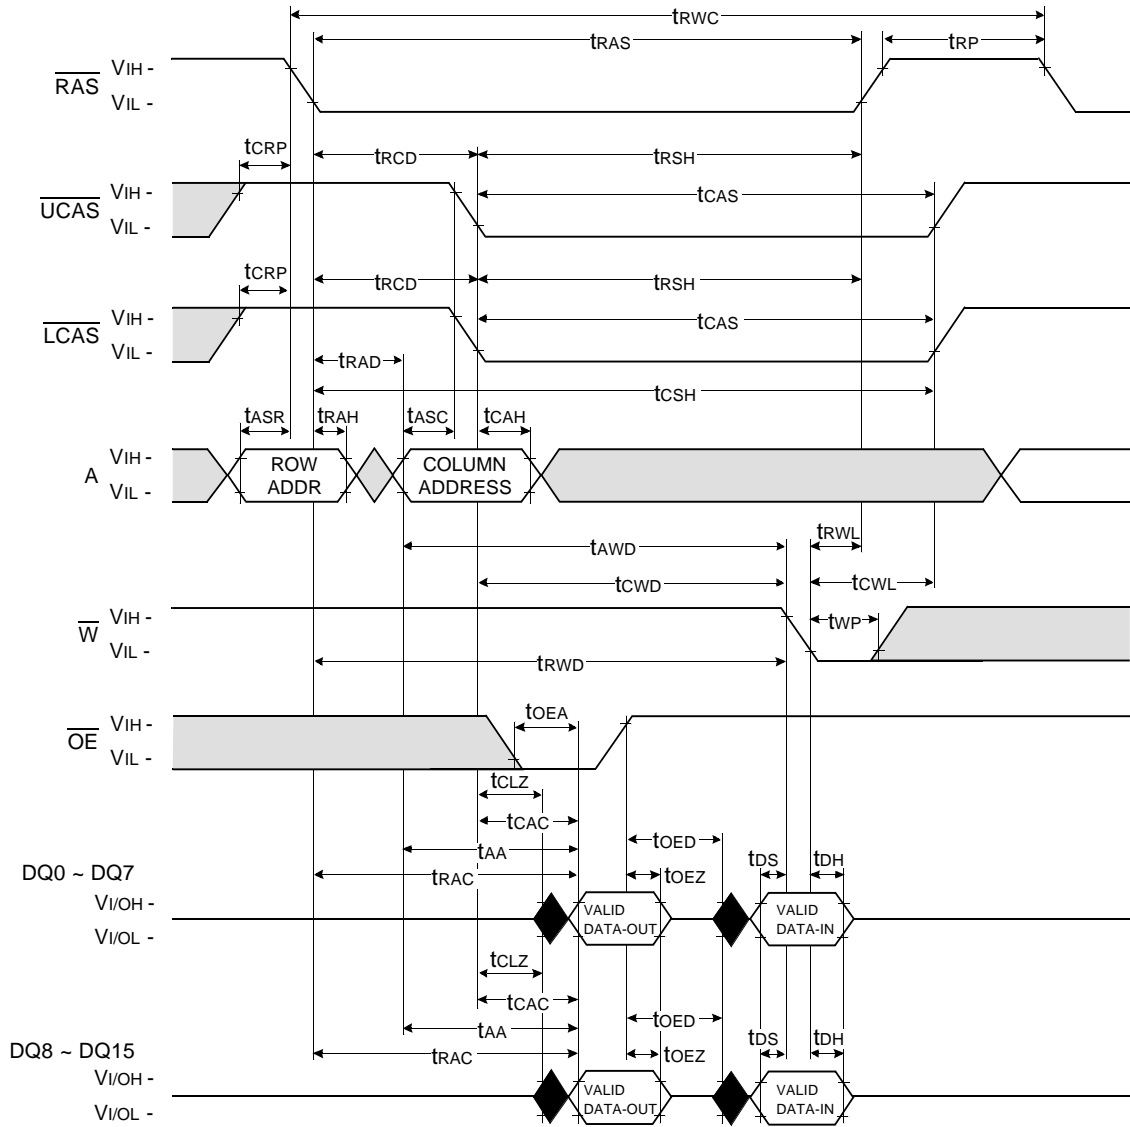 tRWC
tRAS
tRP
RAS
VIH -
VIL -
tCRP
tRCD
tRSH
UCAS
VIH -
VIL -
tCAS
tCRP
tRCD
tRSH
LCAS
VIH -
VIL -
tCAS
tRAD
tCSH
tASR
tRAH
tASC
tCAH
A
VIH -
VIL -
ROW
ADDR
COLUMN
ADDRESS
tAWD
tRWL
tCWD
tCWL
W
VIH -
VIL -
tWP
tRWD
OE
VIH -
VIL -
tOEA
tCLZ
tCAC
tOED
tAA
DQ0 ~ DQ7
tRAC
tOEZ
tDS
tDH
VI/OH -
VI/OL -
VALID
DATA-OUT
VALID
DATA-IN
tCLZ
tCAC
tOED
tAA
DQ8 ~ DQ15
tRAC
tOEZ
tDS
tDH
VI/OH -
VI/OL -
VALID
DATA-OUT
VALID
DATA-IN